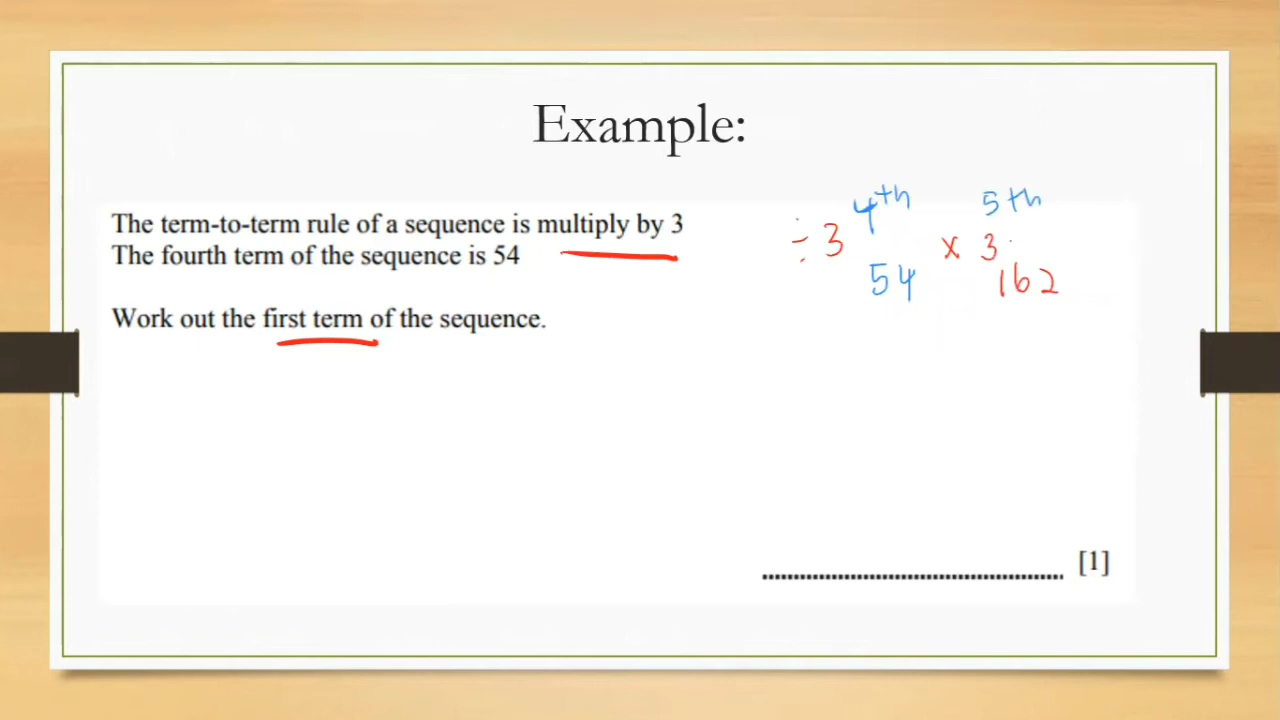 Example:
The term-to-term rule of a sequence is multiply by 3
The fourth term of the sequence is 54
Work out the first term of the sequence.
4th 5th
÷3 x 3
54 162
[1]